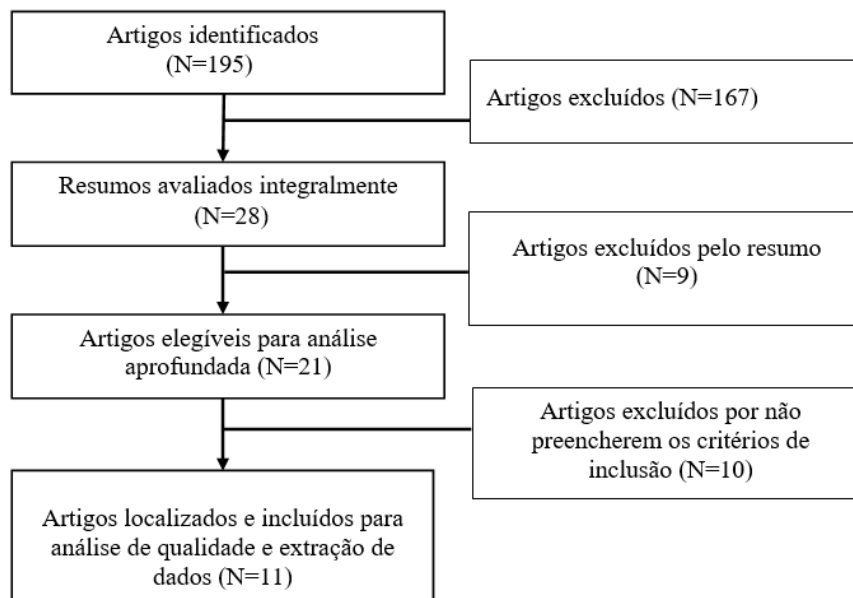 Artigos identificados
(N=195)
Artigos excluídos (N=167)
Resumos avaliados integralmente
(N=28)
Artigos excluídos pelo resumo
(N=9)
Artigos elegíveis para análise
aprofundada (N=21)
Artigos excluídos por não
preencherem os critérios de
inclusão (N=10)
Artigos localizados e incluídos para
análise de qualidade e extração de
dados (N=11)